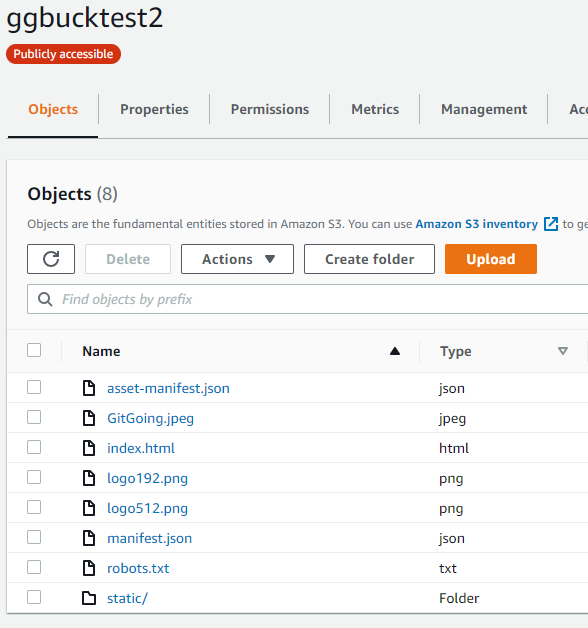 ggbucktest2
Publicly accessible
Objects Properties Permissions Metrics Management
Objects (8)
Objects are the fundamental entities stored in Amazon S3. You can use Amazon S3 inventory to
Delete Actions Create folder Upload
Find objects by prefix
Name Type
asset-manifest.json json
GitGoing.jpeg jpeg
index.html html
logo192.png png
logo512.png png
manifest.json json
robots.txt txt
static/ Folder